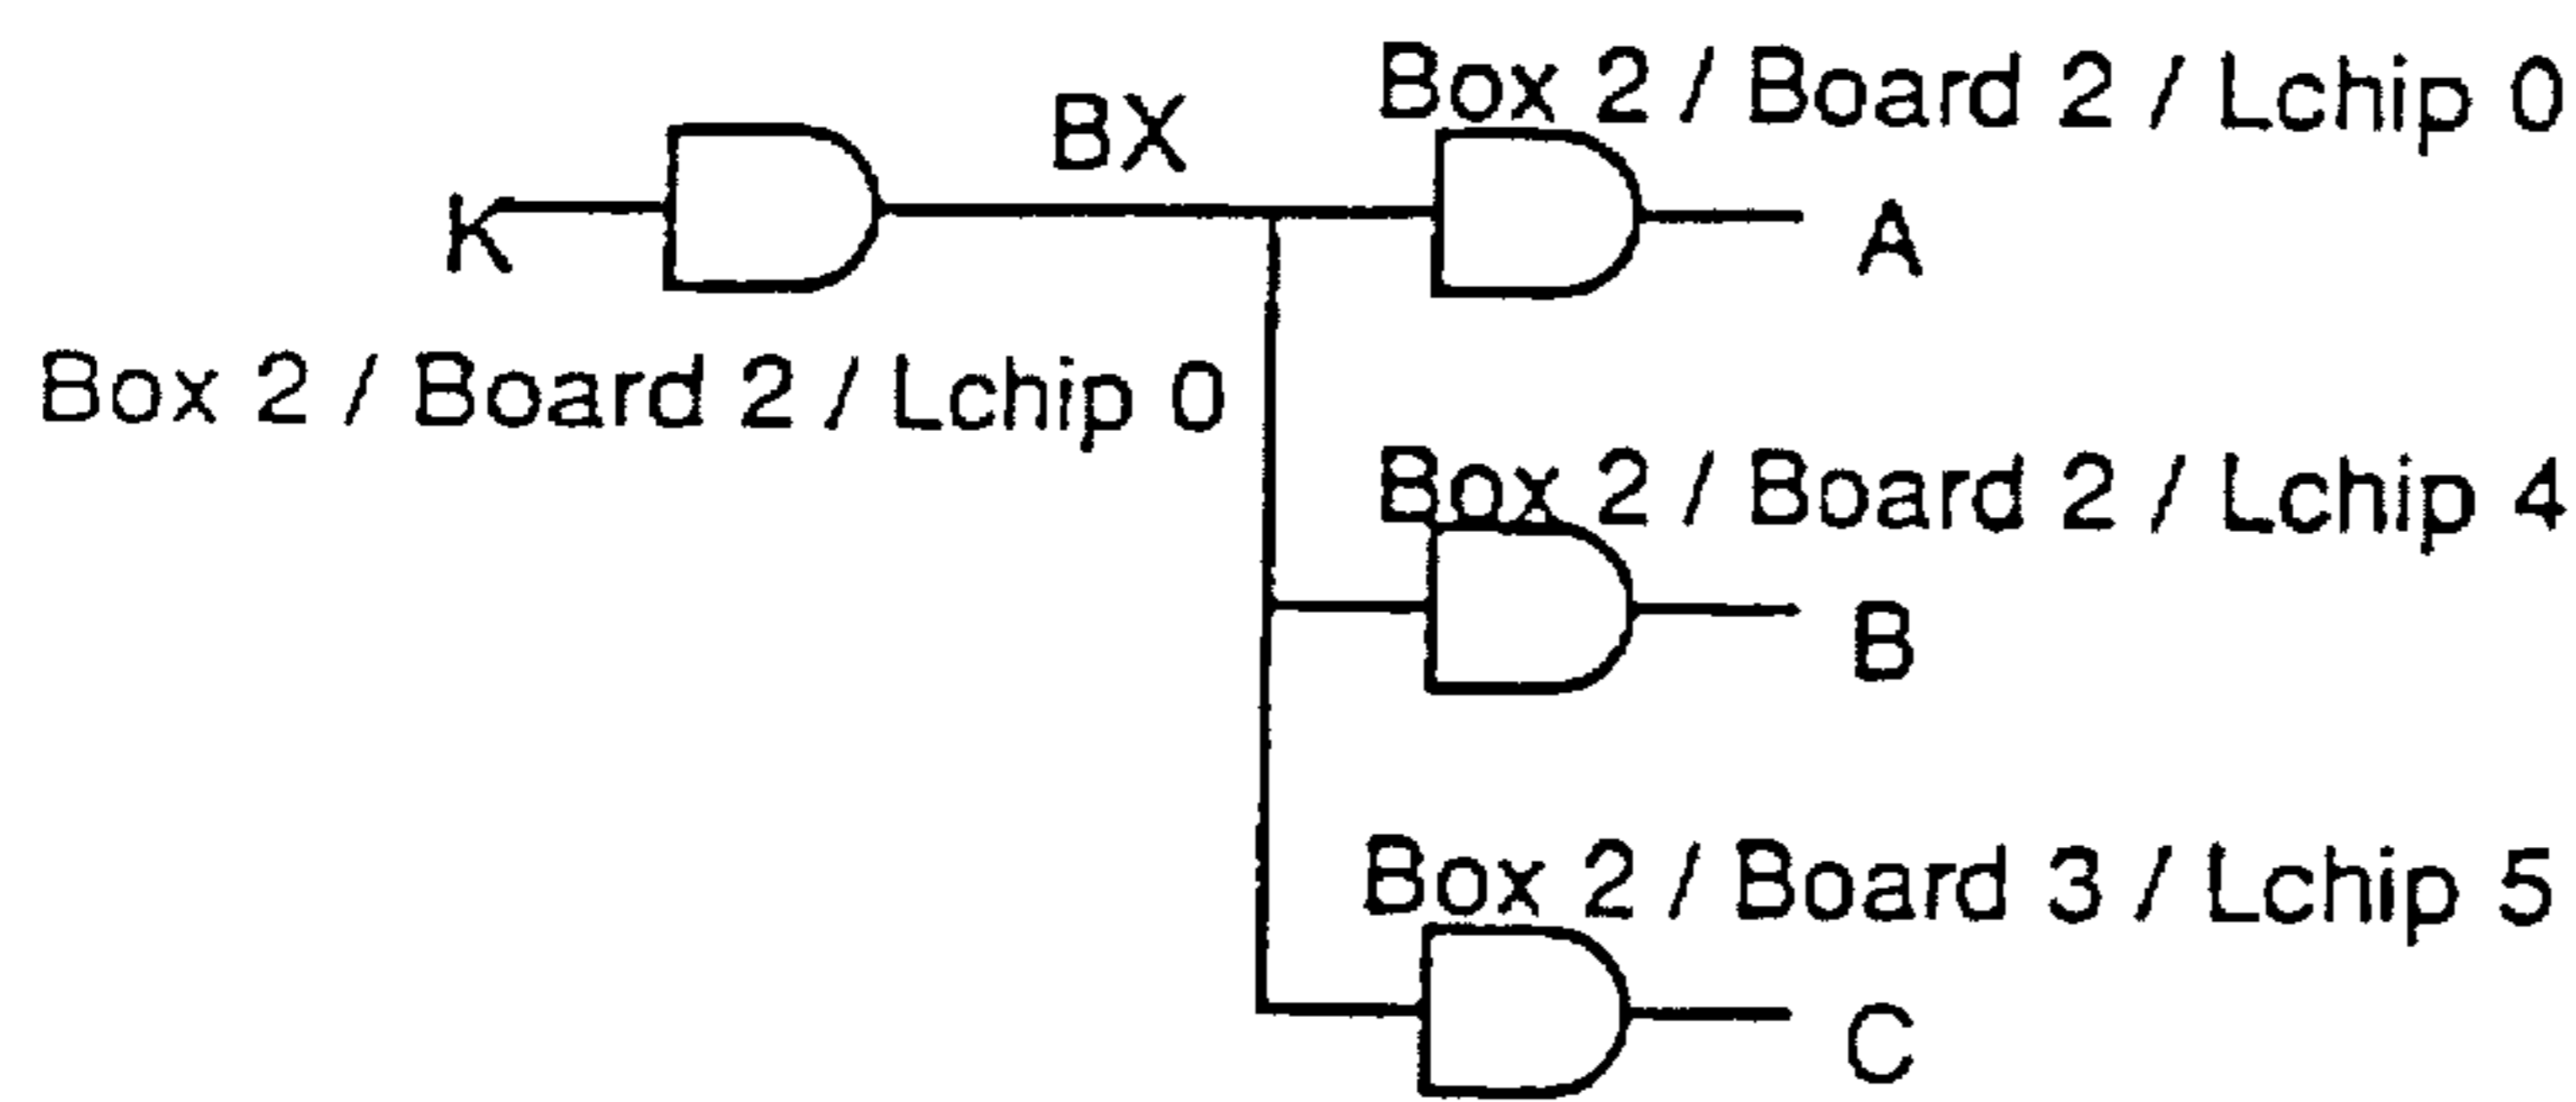 BX
Box 2 / Board 2 / Lchip 0
K
A
Box 2 / Board 2 / Lchip 0
Box 2 / Board 2 / Lchip 4
B
Box 2 / Board 3 / Lchip 5
C